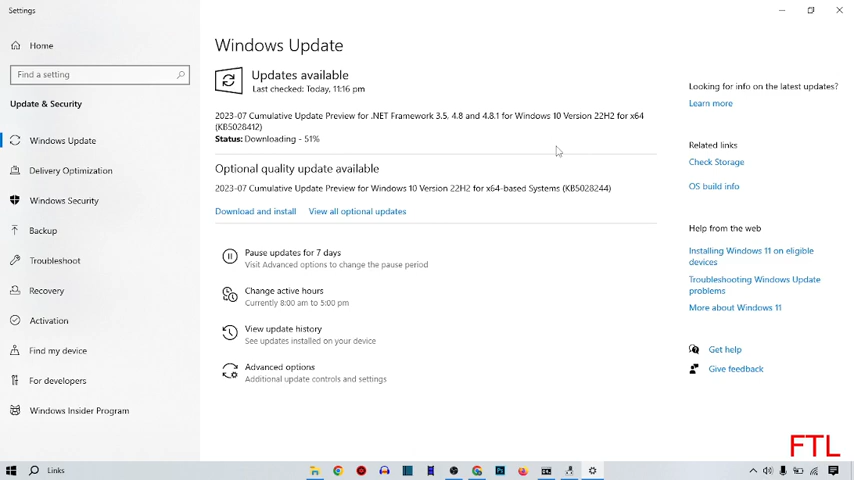 Settings
Home
Find a setting
Update & Security
Windows Update
Delivery Optimization
Windows Security
Backup
Troubleshoot
Recovery
Activation
Find my device
For developers
Windows Insider Program
Windows Update
Updates available
Last checked: Today, 11:16 pm
2023-07 Cumulative Update Preview for .NET Framework 3.5, 4.8 and 4.8.1 for Windows 10 Version 22H2 for x64
(KB5028412)
Status: Downloading - 51%
Optional quality update available
2023-07 Cumulative Update Preview for Windows 10 Version 22H2 for x64-based Systems (KB5028244)
Download and install View all optional updates
Pause updates for 7 days
Visit Advanced options to change the pause period
Change active hours
Currently 8:00 am to 5:00 pm
View update history
See updates installed on your device
Advanced options
Additional update controls and settings
Looking for info on the latest updates?
Learn more
Related links
Check Storage
OS build info
Help from the web
Installing Windows 11 on eligible
devices
Troubleshooting Windows Update
problems
More about Windows 11
Get help
Give feedback
FTL
Links